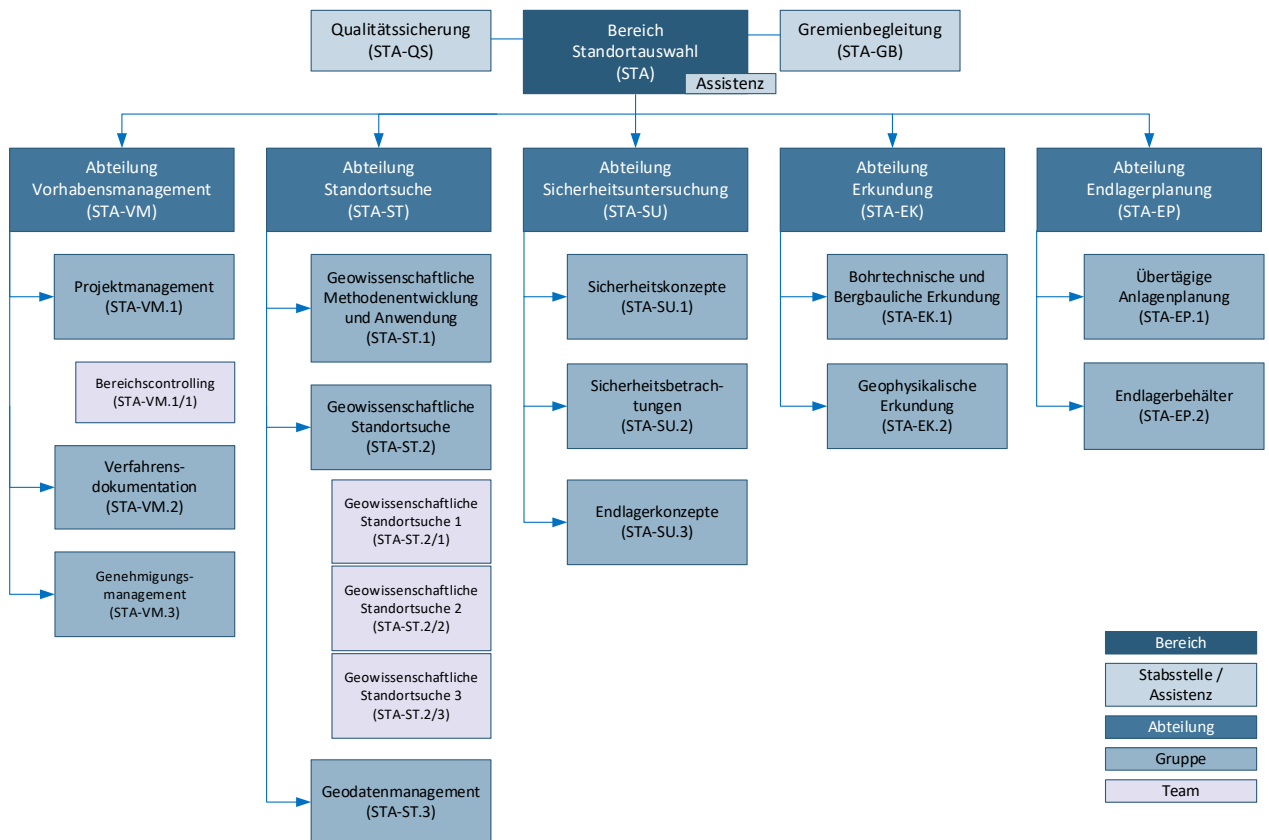 Qualitätssicherung
(STA-QS)
Bereich
Standortauswahl
(STA)
Assistenz
Gremienbegleitung
(STA-GB)
Abteilung
Vorhabensmanagement
(STA-VM)
Projektmanagement
(STA-VM.1)
Bereichscontrolling
(STA-VM.1/1)
Verfahrens-
dokumentation
(STA-VM.2)
Genehmigungs-
management
(STA-VM.3)
Abteilung
Standortsuche
(STA-ST)
Geowissenschaftliche
Methodenentwicklung
und Anwendung
(STA-ST.1)
Geowissenschaftliche
Standortsuche
(STA-ST.2)
Geowissenschaftliche
Standortsuche 1
(STA-ST.2/1)
Geowissenschaftliche
Standortsuche 2
(STA-ST.2/2)
Geowissenschaftliche
Standortsuche 3
(STA-ST.2/3)
Geodatenmanagement
(STA-ST.3)
Abteilung
Sicherheitsuntersuchung
(STA-SU)
Sicherheitskonzepte
(STA-SU.1)
Sicherheitsbetrach-
tungen
(STA-SU.2)
Endlagerkonzepte
(STA-SU.3)
Abteilung
Erkundung
(STA-EK)
Bohrtechnische und
Bergbauliche Erkundung
(STA-EK.1)
Geophysikalische
Erkundung
(STA-EK.2)
Abteilung
Endlagerplanung
(STA-EP)
Übertägige
Anlagenplanung
(STA-EP.1)
Endlagerbehälter
(STA-EP.2)
Bereich
Stabsstelle /
Assistenz
Abteilung
Gruppe
Team